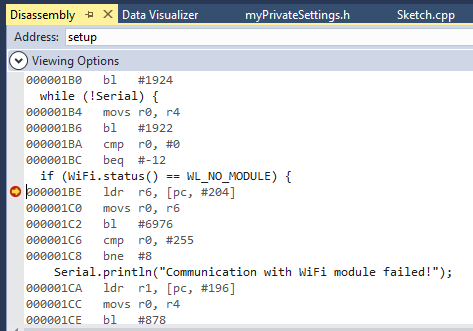 Disassembly Data Visualizer myPrivateSettings.h Sketch.cpp
Address: setup
Viewing Options
000001B0 bl #1924
while (!Serial) {
000001B4 movs r0, r4
000001B6 bl #1922
000001BA cmp r0, #0
000001BC beq #-12
if (WiFi.status() == WL_NO_MODULE) {
000001BE ldr r6, [pc, #204]
000001C0 movs r0, r6
000001C2 bl #6976
000001C6 cmp r0, #255
000001C8 bne #8
Serial.println("Communication with WiFi module failed!");
000001CA ldr r1, [pc, #196]
000001CC movs r0, r4
000001CE bl #878